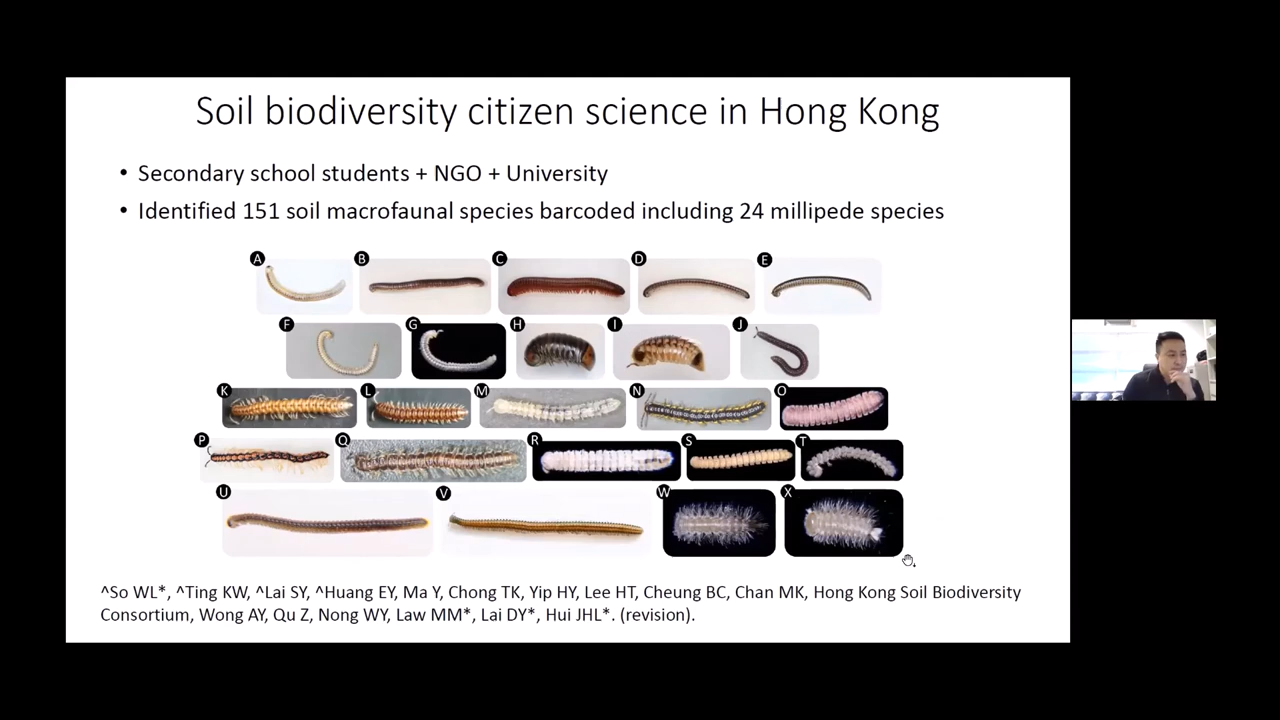 Soil biodiversity citizen science in Hong Kong
• Secondary school students + NGO + University
• Identified 151 soil macrofaunal species barcoded including 24 millipede species
A B C D E
F G H I J
K L M N O
P Q R S T
U V W X
^So WL*, ^Ting KW, ^Lai SY, ^Huang EY, Ma Y, Chong TK, Yip HY, Lee HT, Cheung BC, Chan MK, Hong Kong Soil Biodiversity
Consortium, Wong AY, Qu Z, Nong WY, Law MM*, Lai DY*, Hui JHL*. (revision).